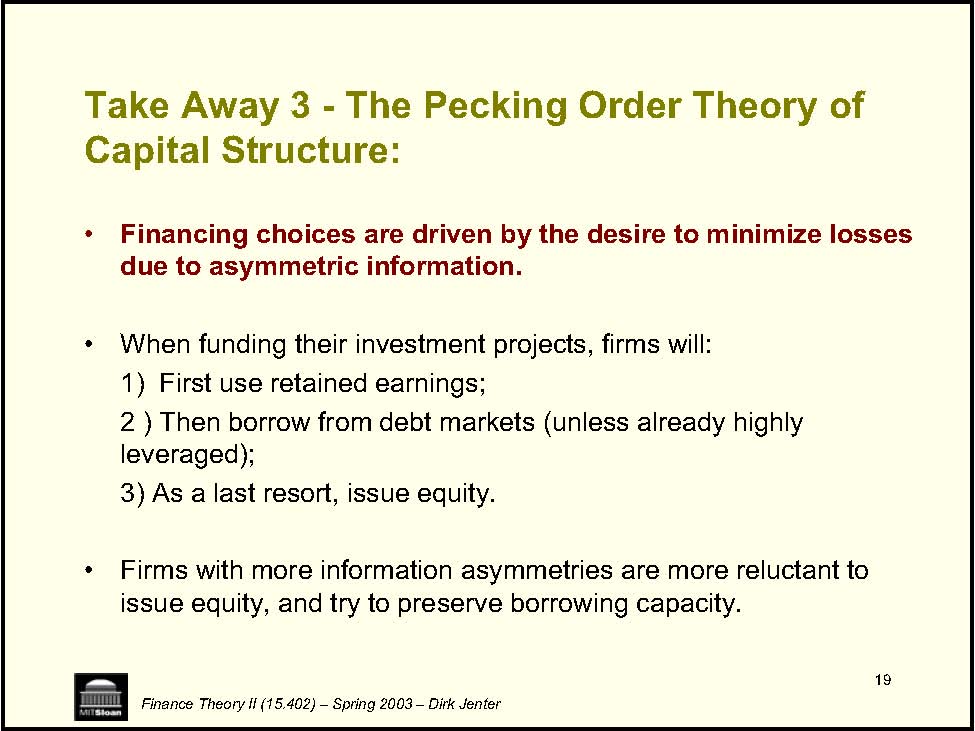 Take Away 3 - The Pecking Order Theory of
Capital Structure:
• Financing choices are driven by the desire to minimize losses
due to asymmetric information.
• When funding their investment projects, firms will:
1) First use retained earnings;
2 ) Then borrow from debt markets (unless already highly
leveraged);
3) As a last resort, issue equity.
• Firms with more information asymmetries are more reluctant to
issue equity, and try to preserve borrowing capacity.
19
MITSloan
Finance Theory II (15.402) – Spring 2003 – Dirk Jenter